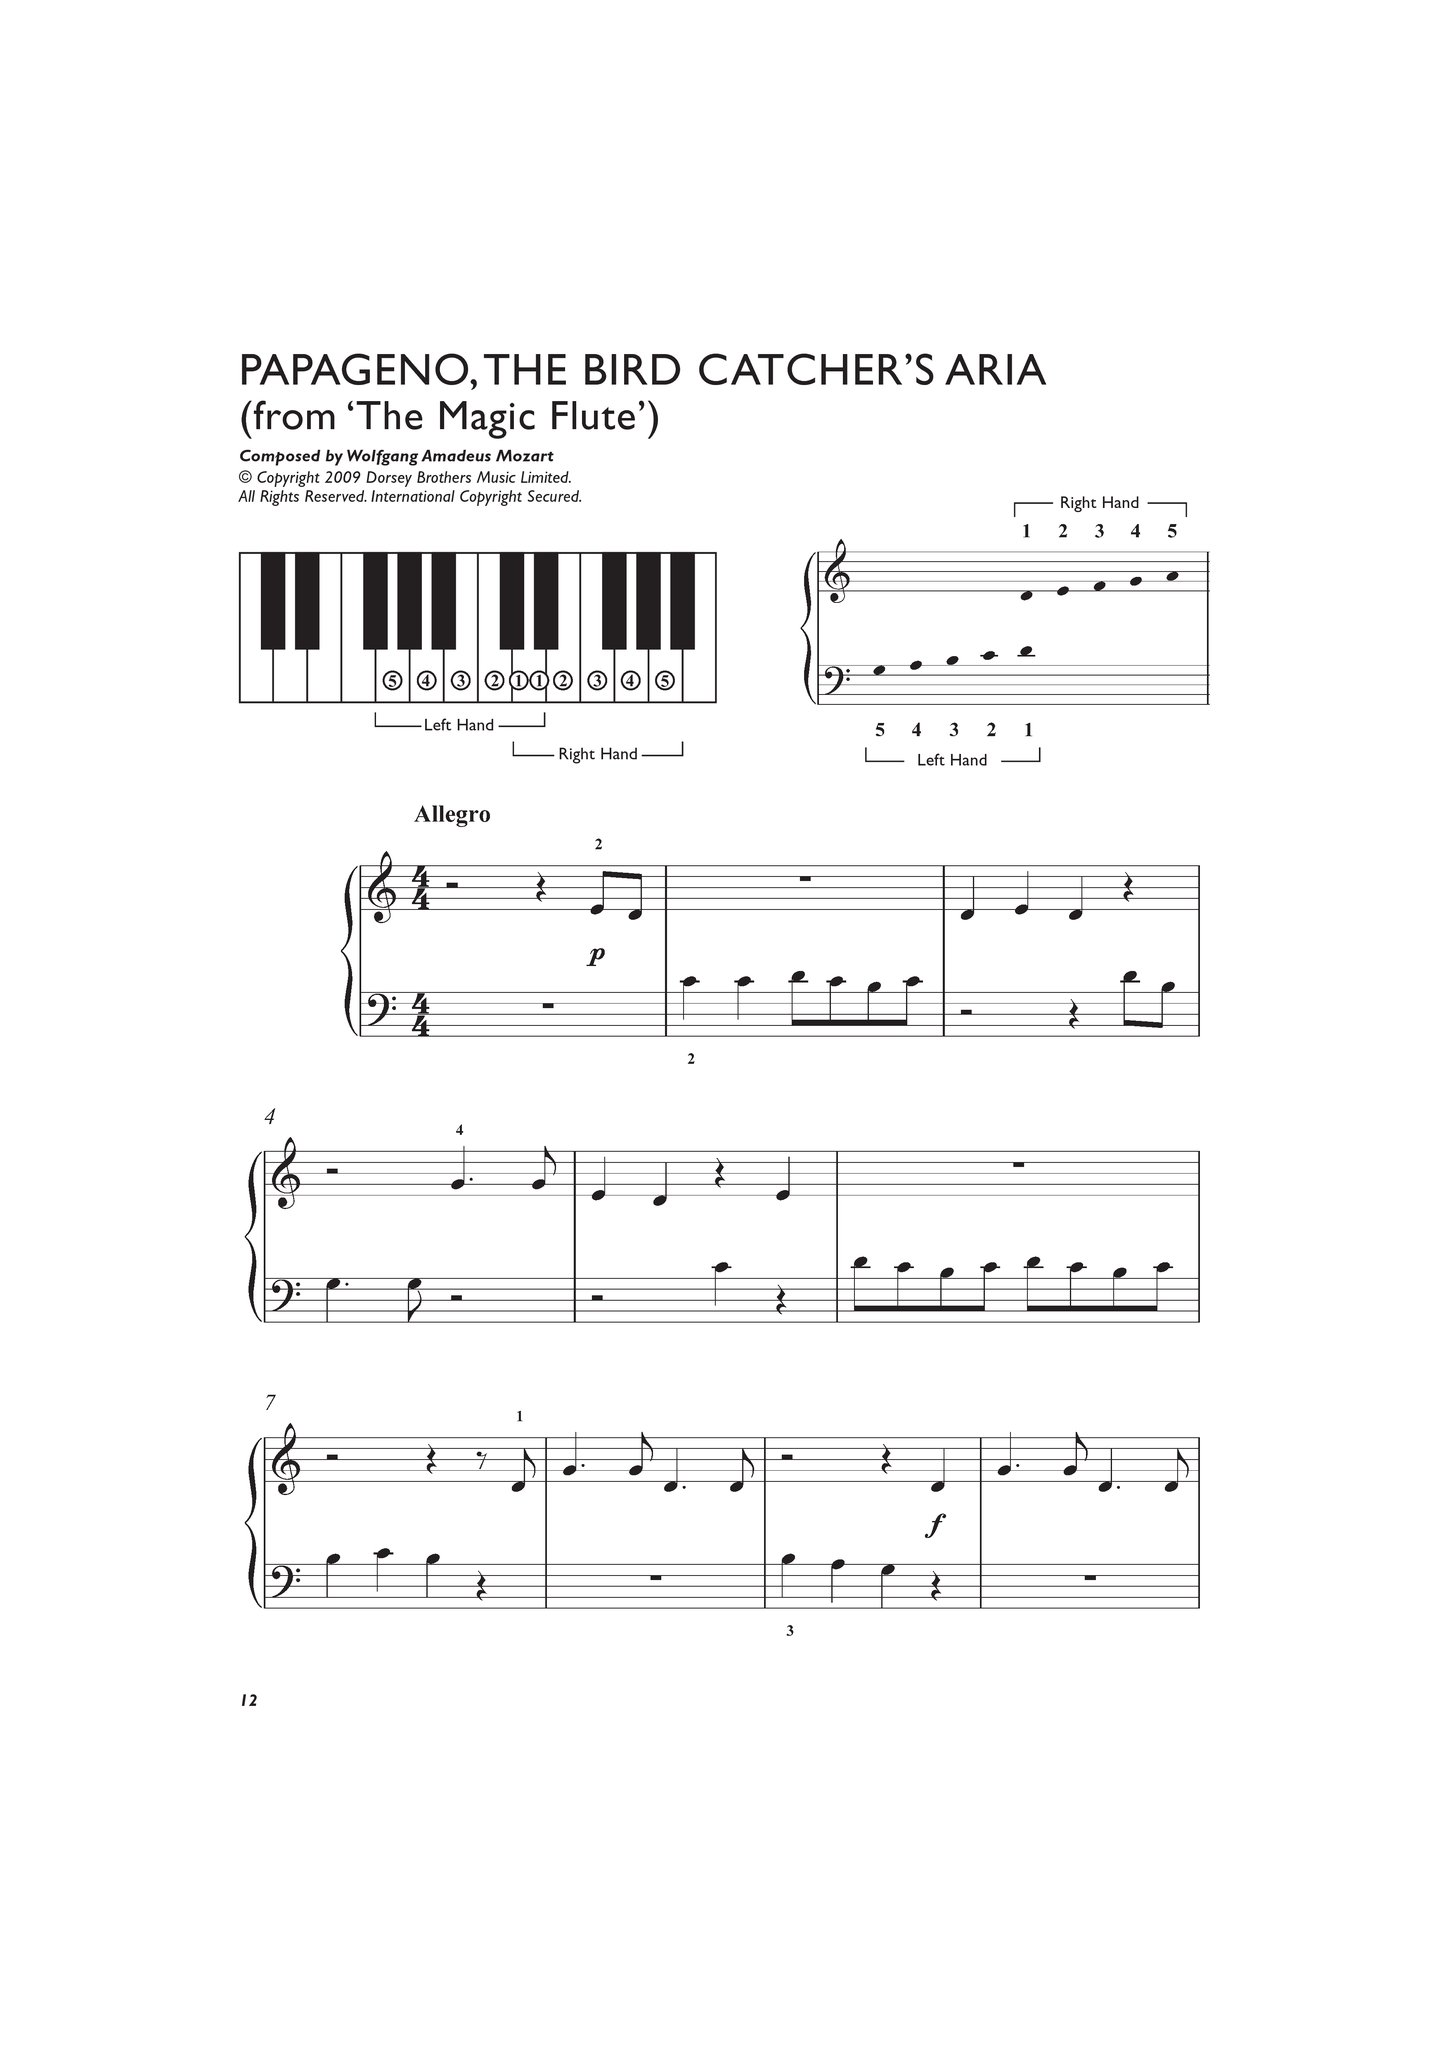 PAPAGENO, THE BIRD CATCHER’S ARIA
(from ‘The Magic Flute’)
Composed by Wolfgang Amadeus Mozart
© Copyright 2009 Dorsey Brothers Music Limited.
All Rights Reserved. International Copyright Secured.
Right Hand
1 2 3 4 5
5 4 3 2 1 1 2 3 4 5
Left Hand
Right Hand
5 4 3 2 1
Left Hand
Allegro
2
4
4
p
4
4
2
4
4
7
1
f
3
12